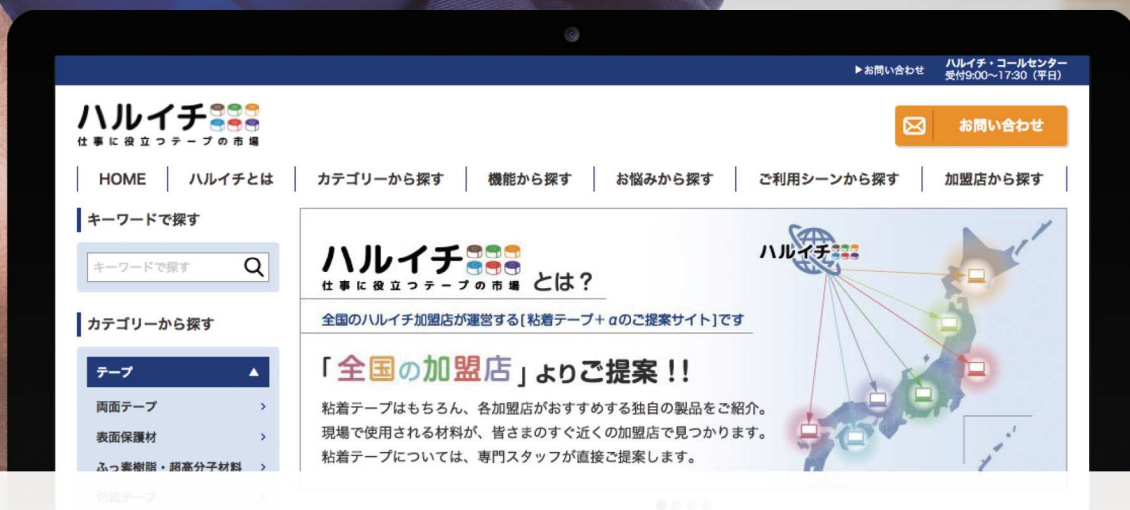 ▶お問い合わせ
ハルイチ・コールセンター
受付9:00〜17:30（平日）
ハルイチ
仕事に役立つテープの市場
お問い合わせ
HOME
ハルイチとは
カテゴリーから探す
機能から探す
お悩みから探す
ご利用シーンから探す
加盟店から探す
キーワードで探す
キーワードで探す
カテゴリーから探す
テープ ▲
両面テープ ›
表面保護材 ›
ふっ素樹脂・超高分子材料 ›
包装テープ ›
ハルイチ
仕事に役立つテープの市場 とは？
全国のハルイチ加盟店が運営する[粘着テープ＋αのご提案サイト]です
「全国の加盟店」よりご提案!!
粘着テープはもちろん、各加盟店がおすすめする独自の製品をご紹介。
現場で使用される材料が、皆さまのすぐ近くの加盟店で見つかります。
粘着テープについては、専門スタッフが直接ご提案します。
ハルイチ